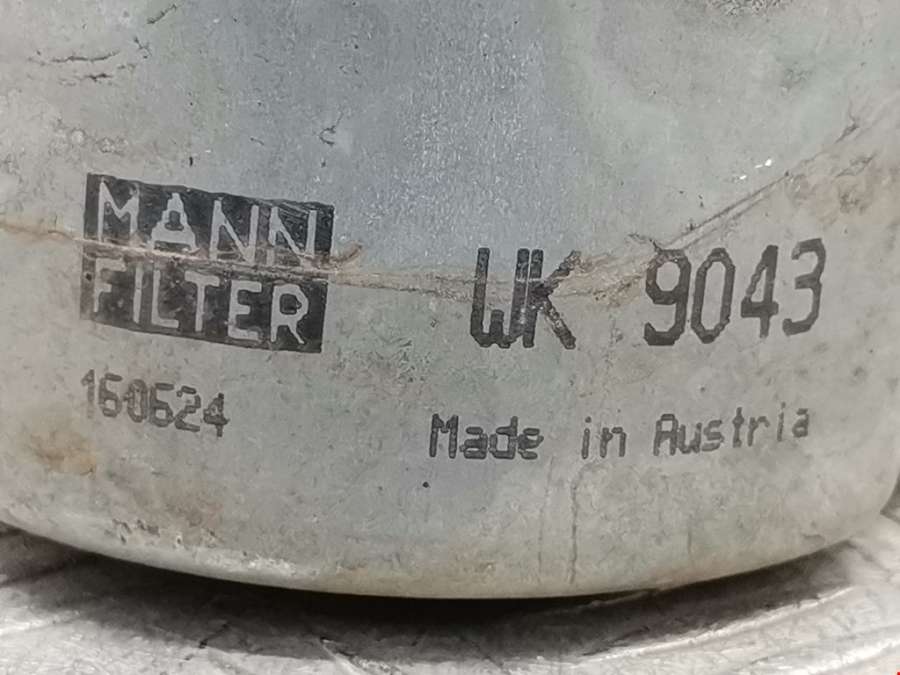 MANN
FILTER
WK 9043
160624
Made in Austria